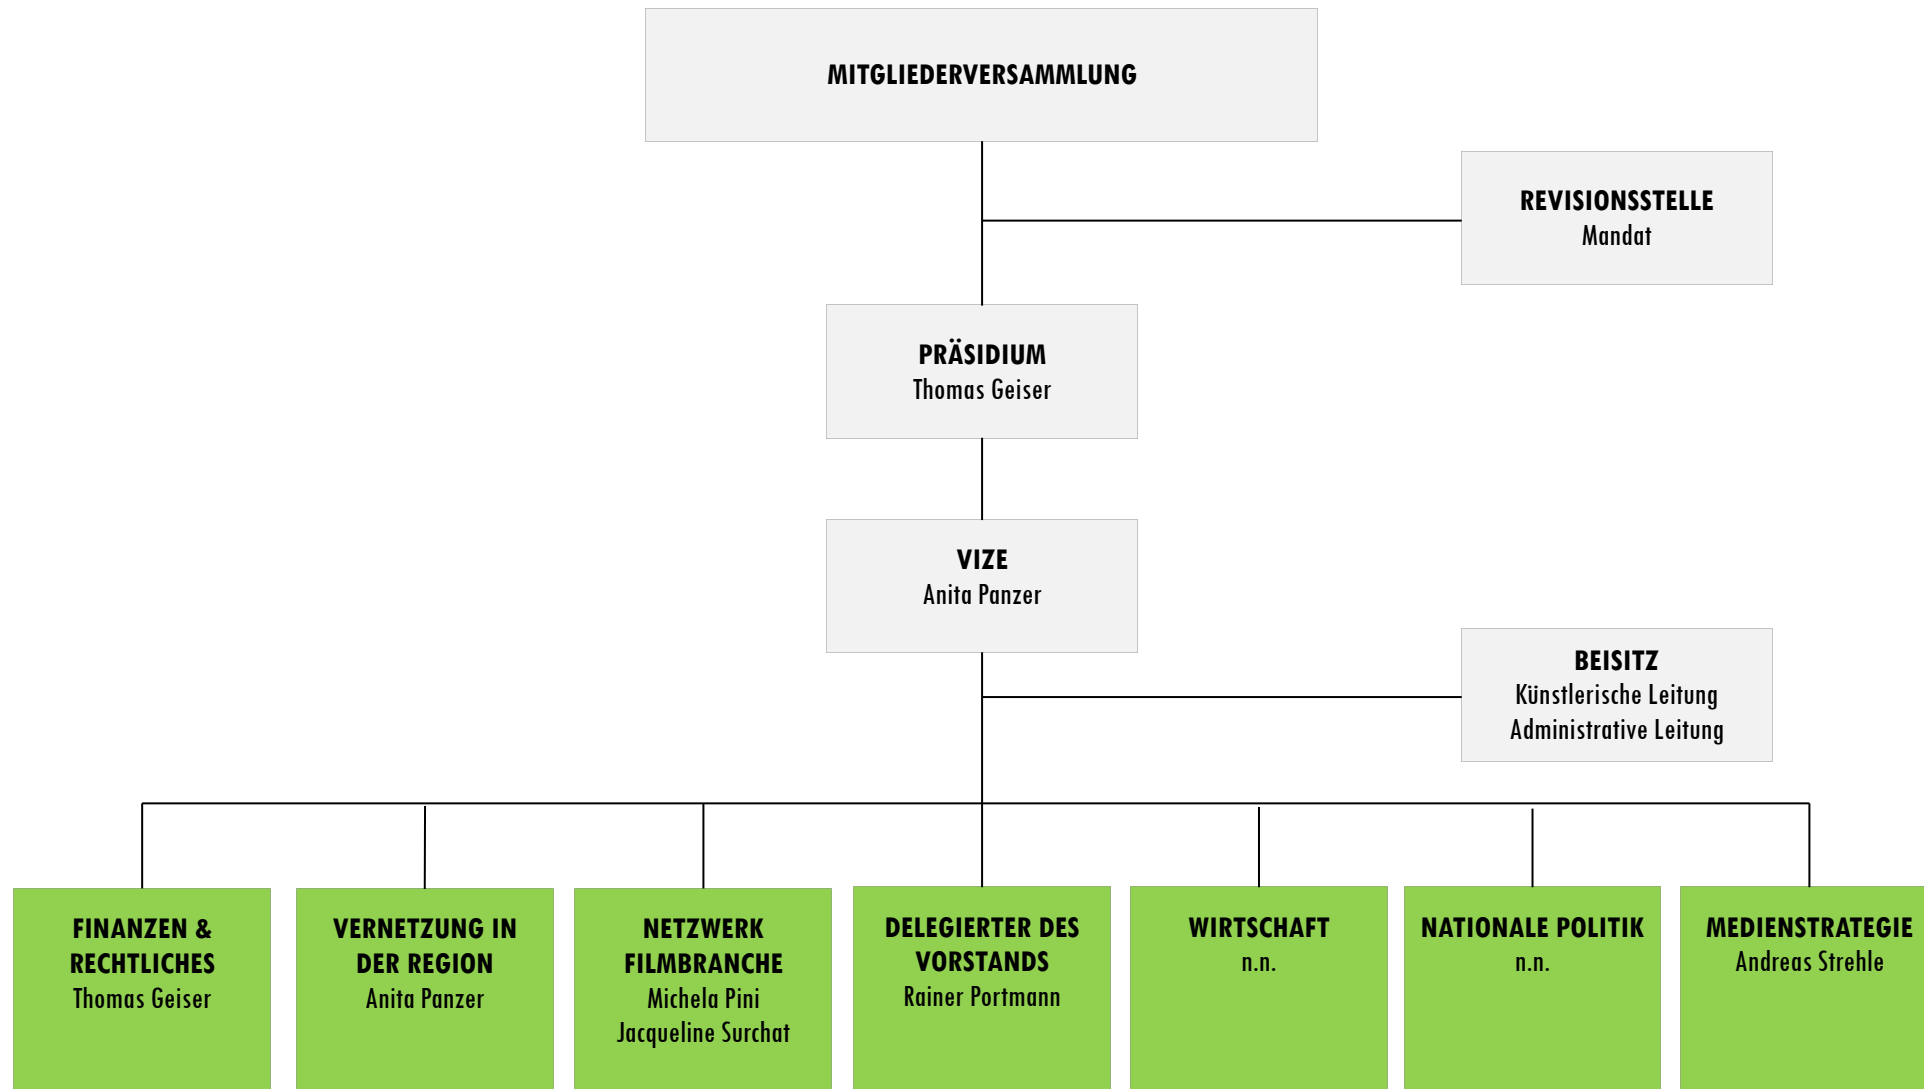 MITGLIEDERVERSAMMLUNG
REVISIONSSTELLE
Mandat
PRÄSIDIUM
Thomas Geiser
VIZE
Anita Panzer
BEISITZ
Künstlerische Leitung
Administrative Leitung
FINANZEN &
RECHTLICHES
Thomas Geiser
VERNETZUNG IN
DER REGION
Anita Panzer
NETZWERK
FILMBRANCHE
Michela Pini
Jacqueline Surchat
DELEGIERTER DES
VORSTANDS
Rainer Portmann
WIRTSCHAFT
n.n.
NATIONALE POLITIK
n.n.
MEDIENSTRATEGIE
Andreas Strehle